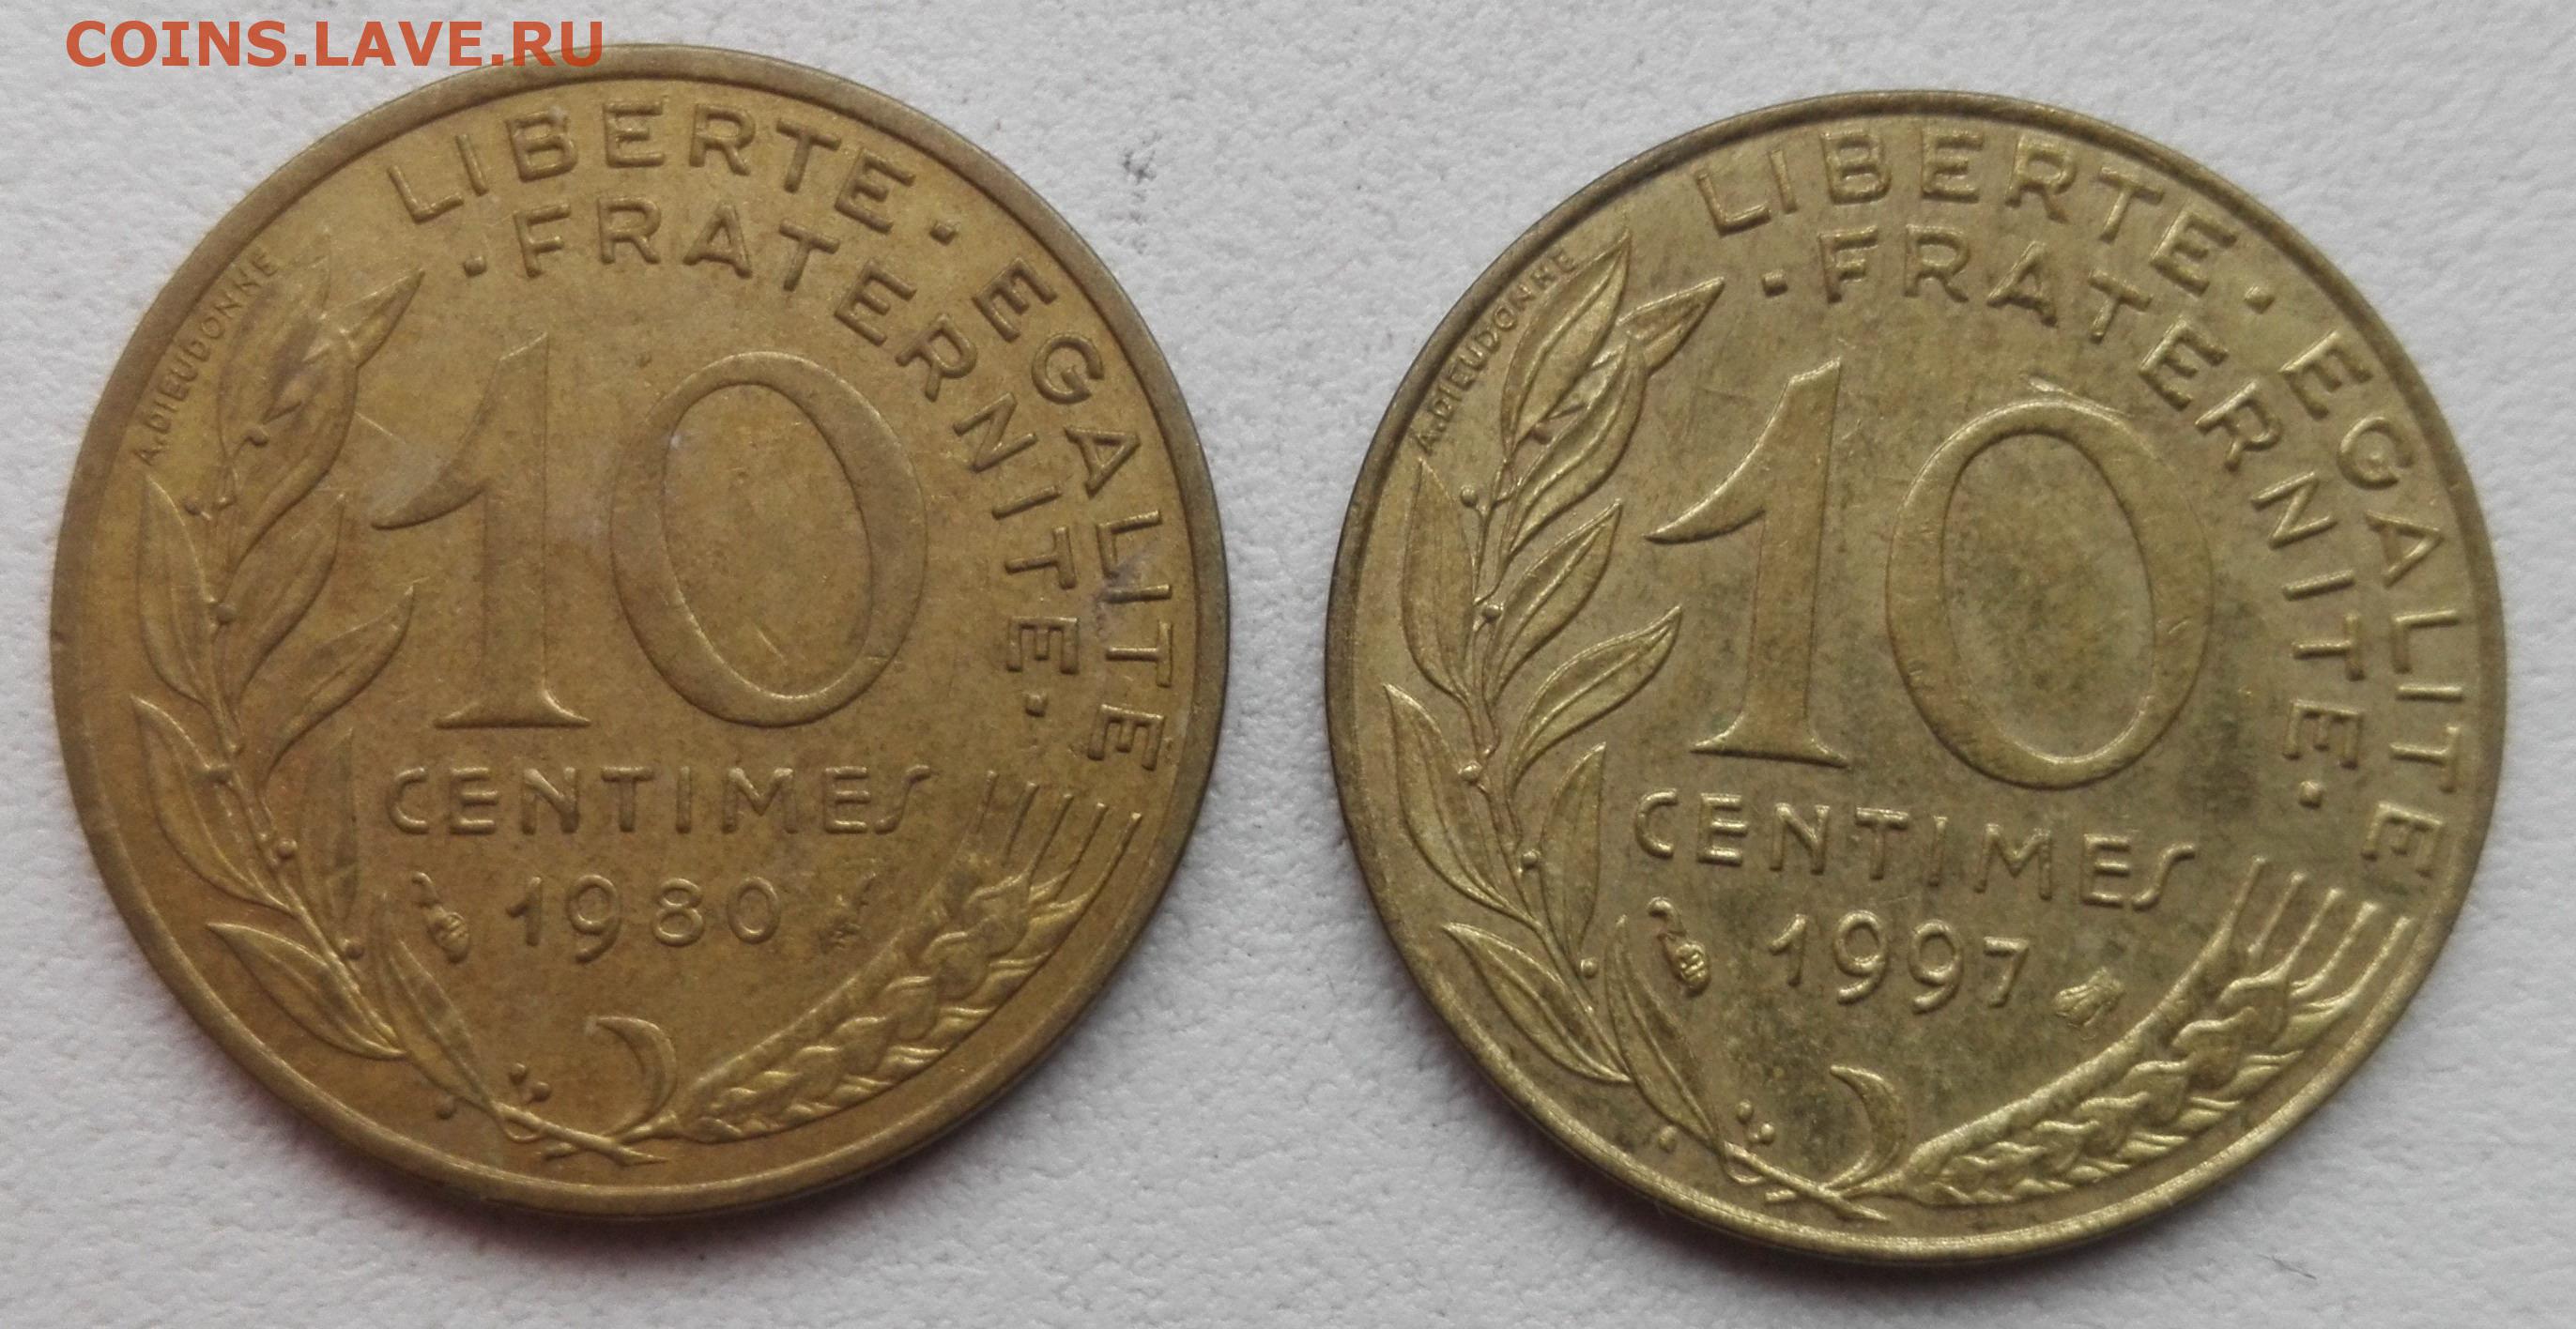 COINS.LAVE.RU
LIBERTE · EGALITE
· FRATERNITE ·
A.DIEUDONNE
10
CENTIMES
1980
LIBERTE · EGALITE
· FRATERNITE ·
A.DIEUDONNE
10
CENTIMES
1997